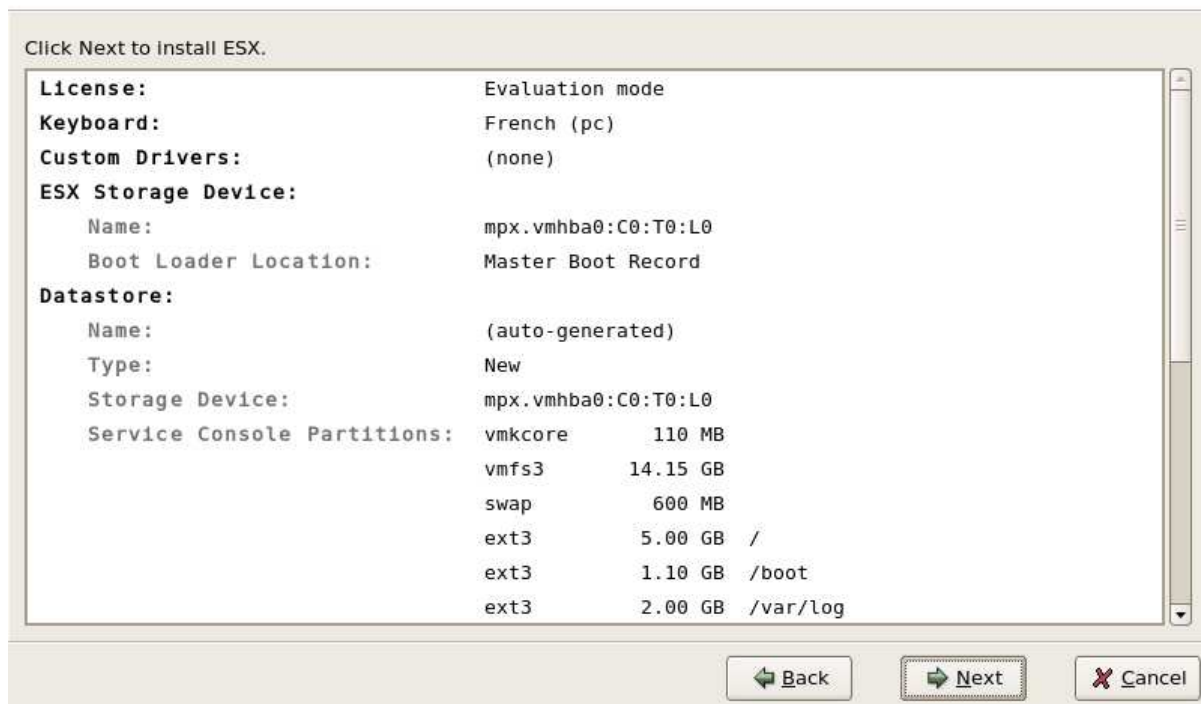 Click Next to install ESX.
License: Evaluation mode
Keyboard: French (pc)
Custom Drivers: (none)
ESX Storage Device:
Name: mpx.vmhba0:C0:T0:L0
Boot Loader Location: Master Boot Record
Datastore:
Name: (auto-generated)
Type: New
Storage Device: mpx.vmhba0:C0:T0:L0
Service Console Partitions: vmkcore 110 MB
vmfs3 14.15 GB
swap 600 MB
ext3 5.00 GB /
ext3 1.10 GB /boot
ext3 2.00 GB /var/log
Back Next Cancel